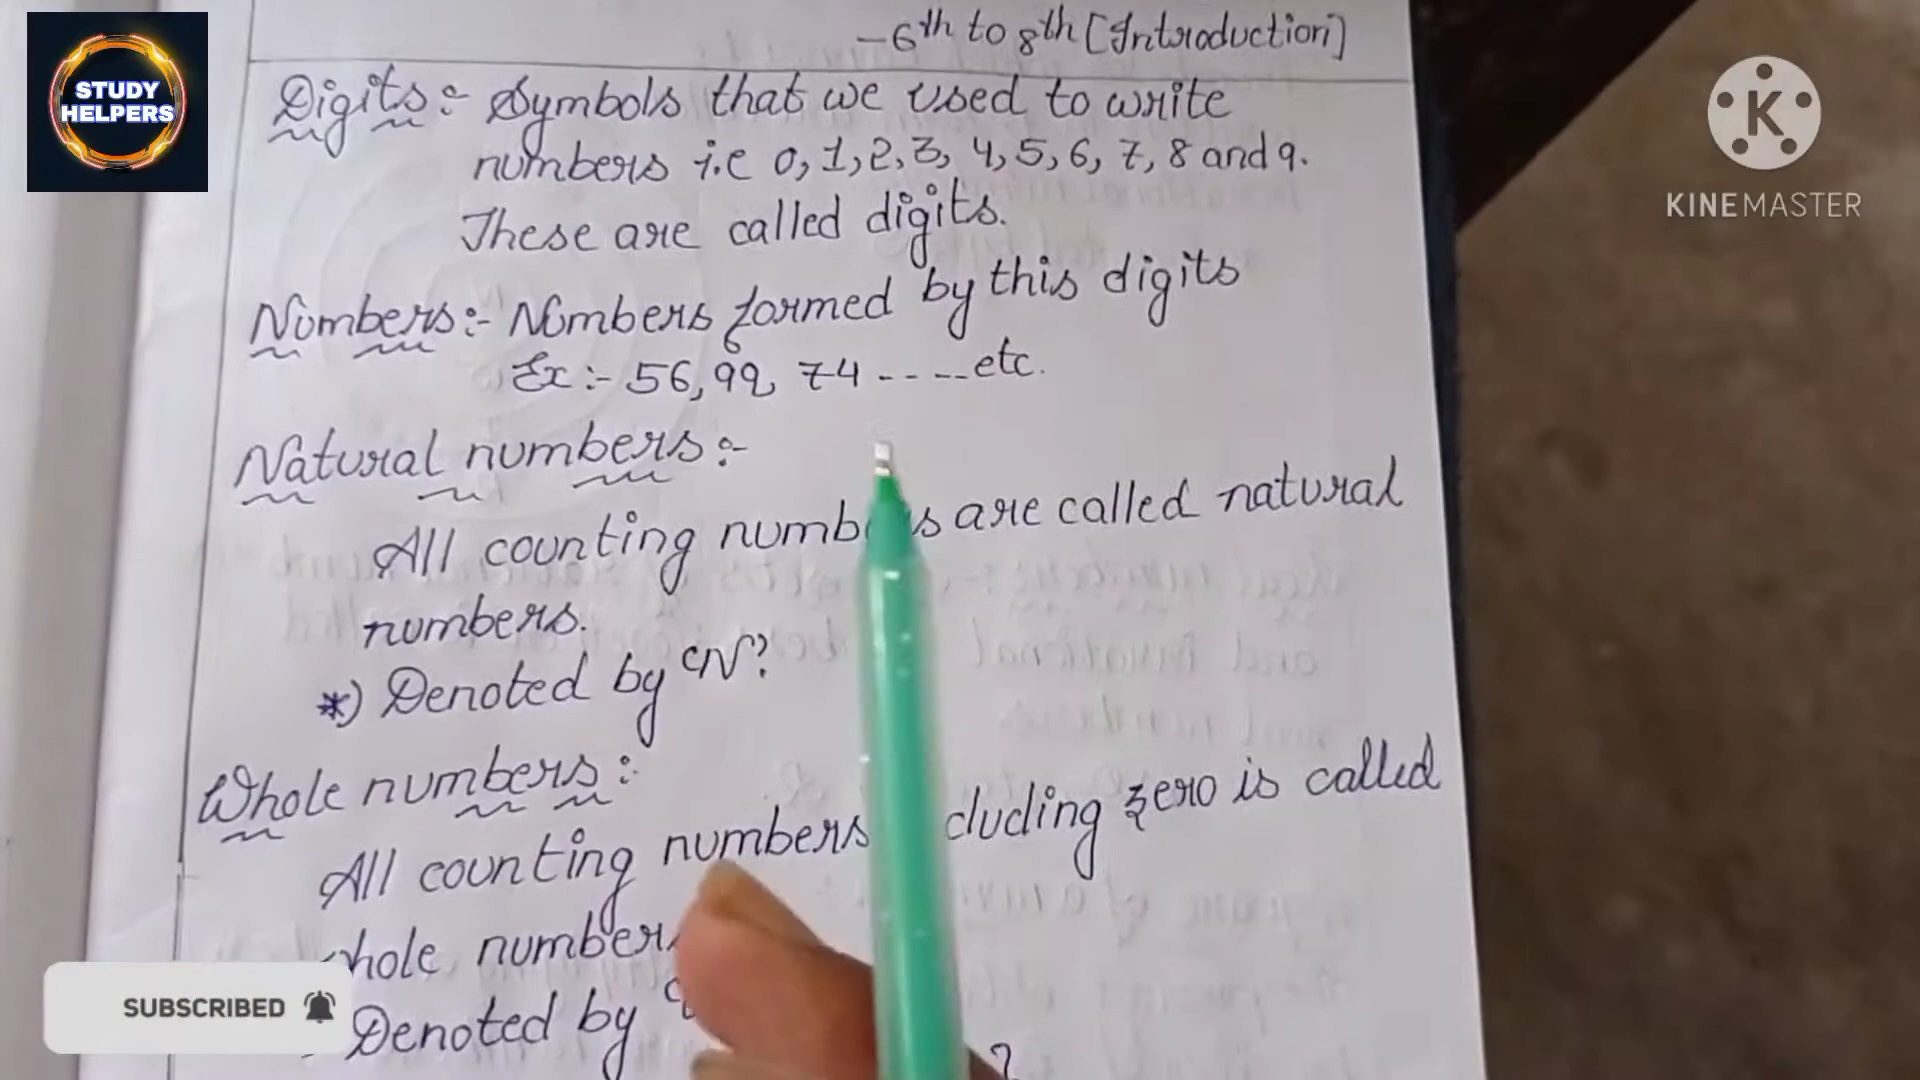 STUDY
HELPERS
-6th to 8th [Introduction]
Digits:- Symbols that we used to write
numbers i.e 0, 1, 2, 3, 4, 5, 6, 7, 8 and 9.
These are called digits.
Numbers:- Numbers formed by this digits
Ex:- 56, 92, 74 ----etc.
Natural numbers:-
All counting numbers are called natural
numbers.
*) Denoted by 'N'
Whole numbers:-
All counting numbers cluding zero is called
hole numbers
Denoted by
K
KINEMASTER
SUBSCRIBED